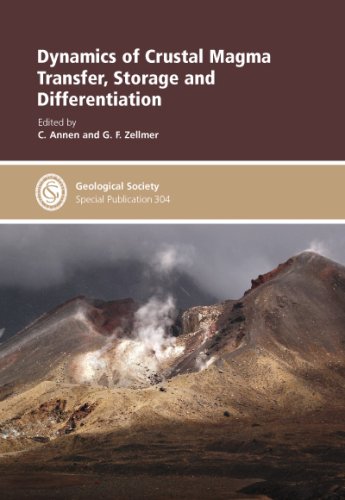 Dynamics of Crustal Magma
Transfer, Storage and
Differentiation
Edited by
C. Annen and G. F. Zellmer
Geological Society
Special Publication 304